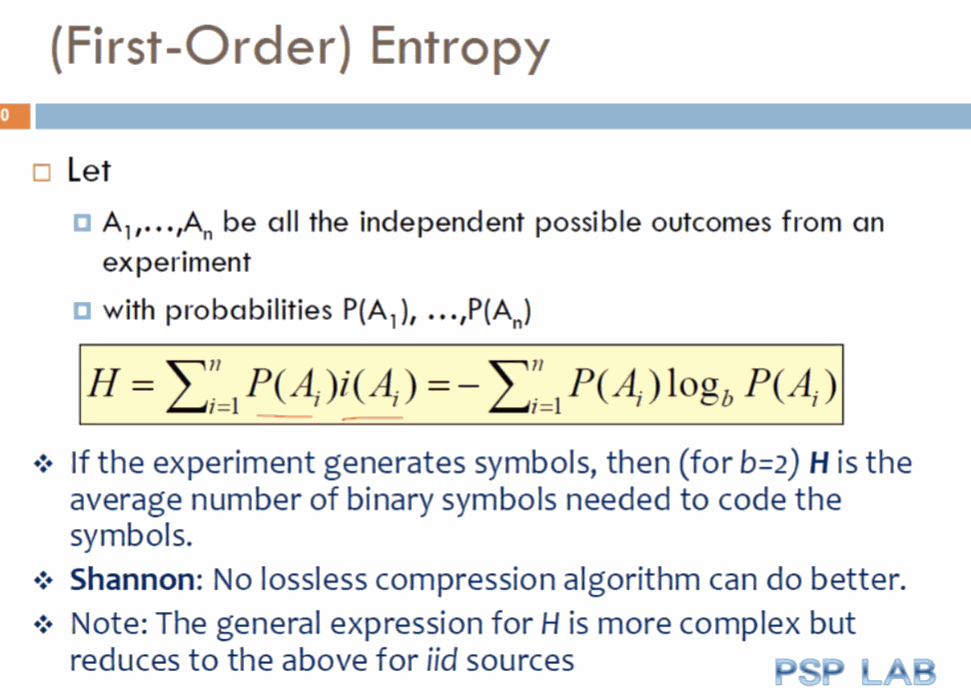 (First-Order) Entropy
0
Let
A₁,...,Aₙ be all the independent possible outcomes from an
experiment
with probabilities P(A₁), ...,P(Aₙ)
H = ∑ⁿᵢ₌₁ P(Aᵢ)i(Aᵢ) = − ∑ⁿᵢ₌₁ P(Aᵢ) log_b P(Aᵢ)
If the experiment generates symbols, then (for b=2) H is the
average number of binary symbols needed to code the
symbols.
Shannon: No lossless compression algorithm can do better.
Note: The general expression for H is more complex but
reduces to the above for iid sources
PSP LAB